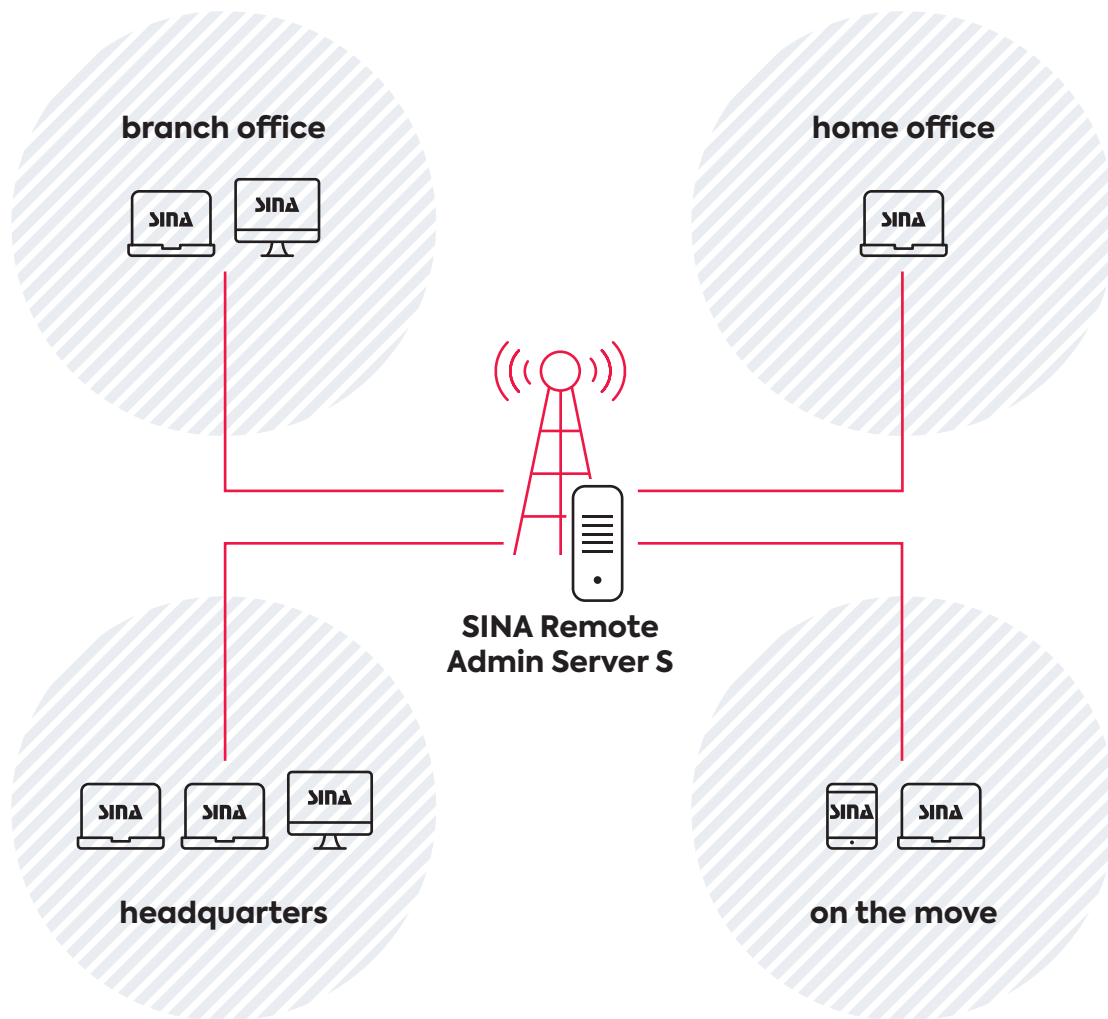 branch office
SINA SINA
home office
SINA
SINA Remote
Admin Server S
SINA SINA SINA
headquarters
SINA SINA
on the move